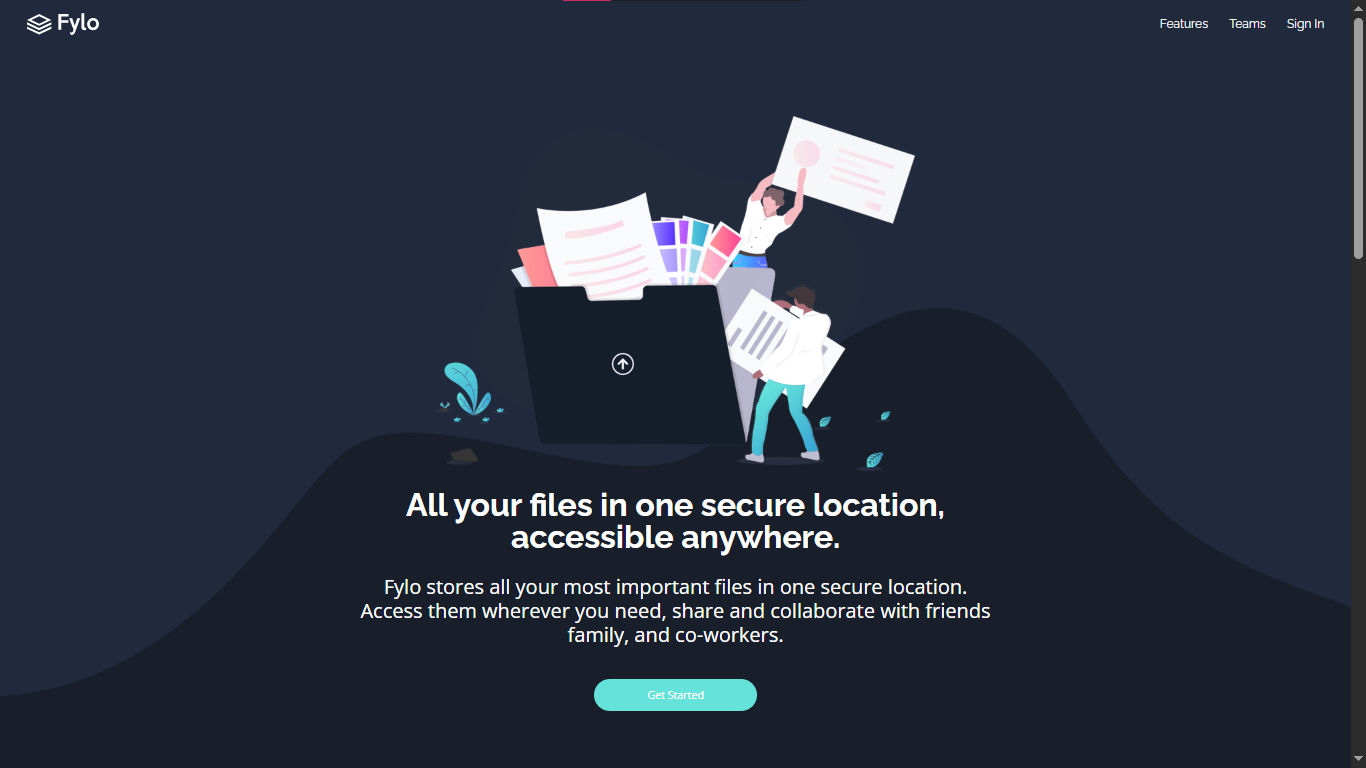 Fylo
Features Teams Sign In
All your files in one secure location,
accessible anywhere.
Fylo stores all your most important files in one secure location.
Access them wherever you need, share and collaborate with friends
family, and co-workers.
Get Started